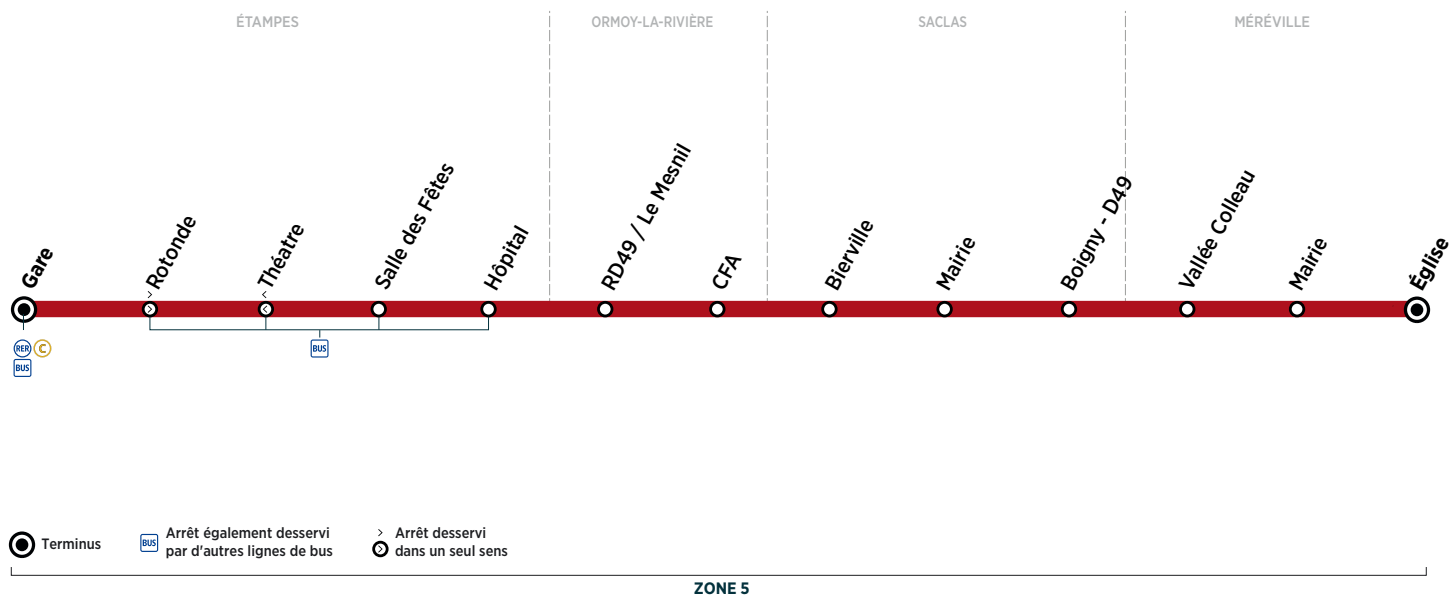 ÉTAMPES
ORMOY-LA-RIVIÈRE
SACLAS
MÉRÉVILLE
Gare
Rotonde
Théatre
Salle des Fêtes
Hôpital
RD49 / Le Mesnil
CFA
Bierville
Mairie
Boigny - D49
Vallée Colleau
Mairie
Église
RER C
BUS
BUS
Terminus
BUS
Arrêt également desservi
par d'autres lignes de bus
Arrêt desservi
dans un seul sens
ZONE 5